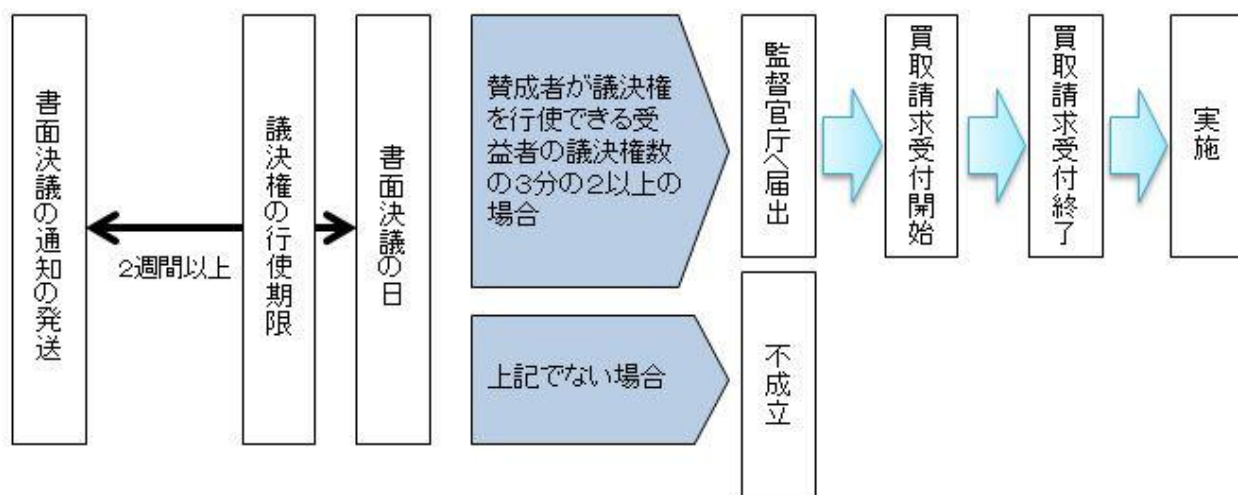 書面決議の通知の発送
2週間以上
議決権の行使期限
書面決議の日
賛成者が議決権
を行使できる受
益者の議決権数
の3分の2以上の
場合
監督官庁へ届出
買取請求受付開始
買取請求受付終了
実施
上記でない場合
不成立